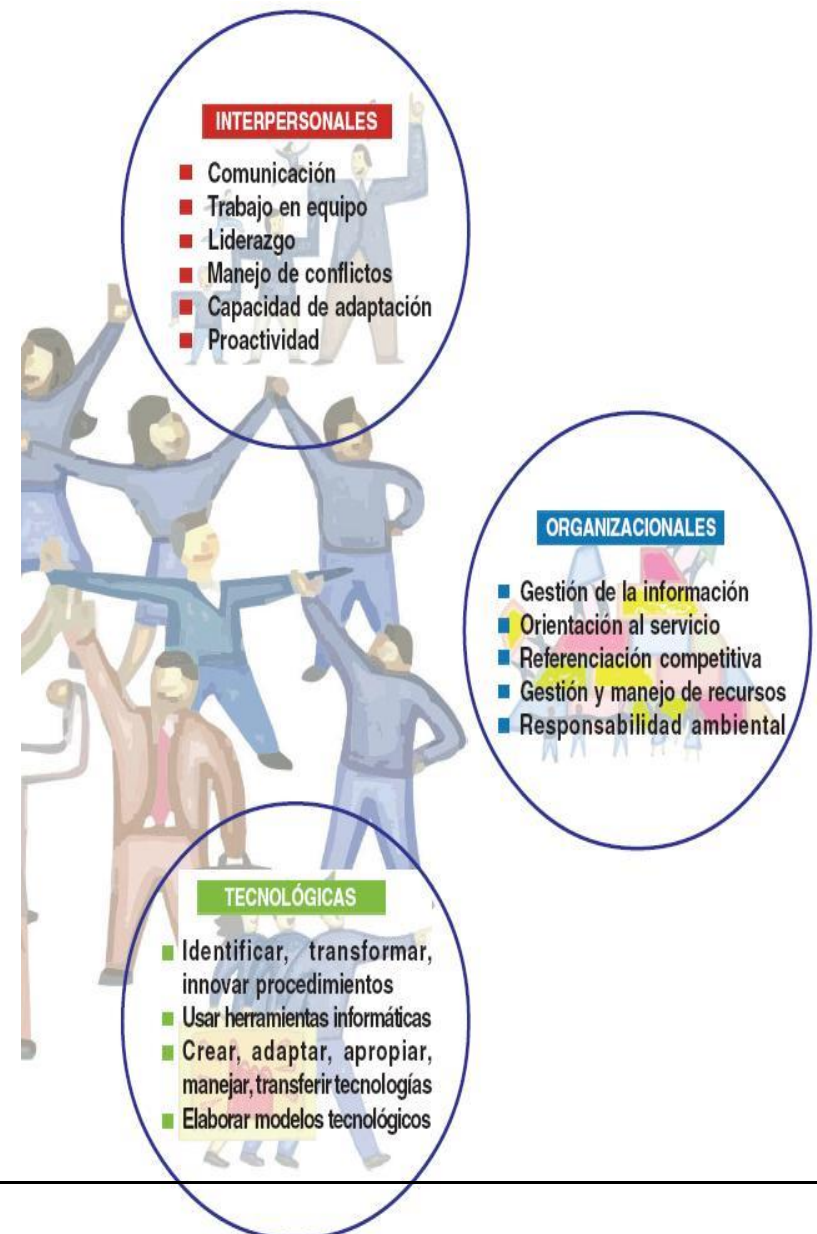 INTERPERSONALES
Comunicación
Trabajo en equipo
Liderazgo
Manejo de conflictos
Capacidad de adaptación
Proactividad
ORGANIZACIONALES
Gestión de la información
Orientación al servicio
Referenciación competitiva
Gestión y manejo de recursos
Responsabilidad ambiental
TECNOLÓGICAS
Identificar, transformar,
innovar procedimientos
Usar herramientas informáticas
Crear, adaptar, apropiar,
manejar, transferir tecnologías
Elaborar modelos tecnológicos